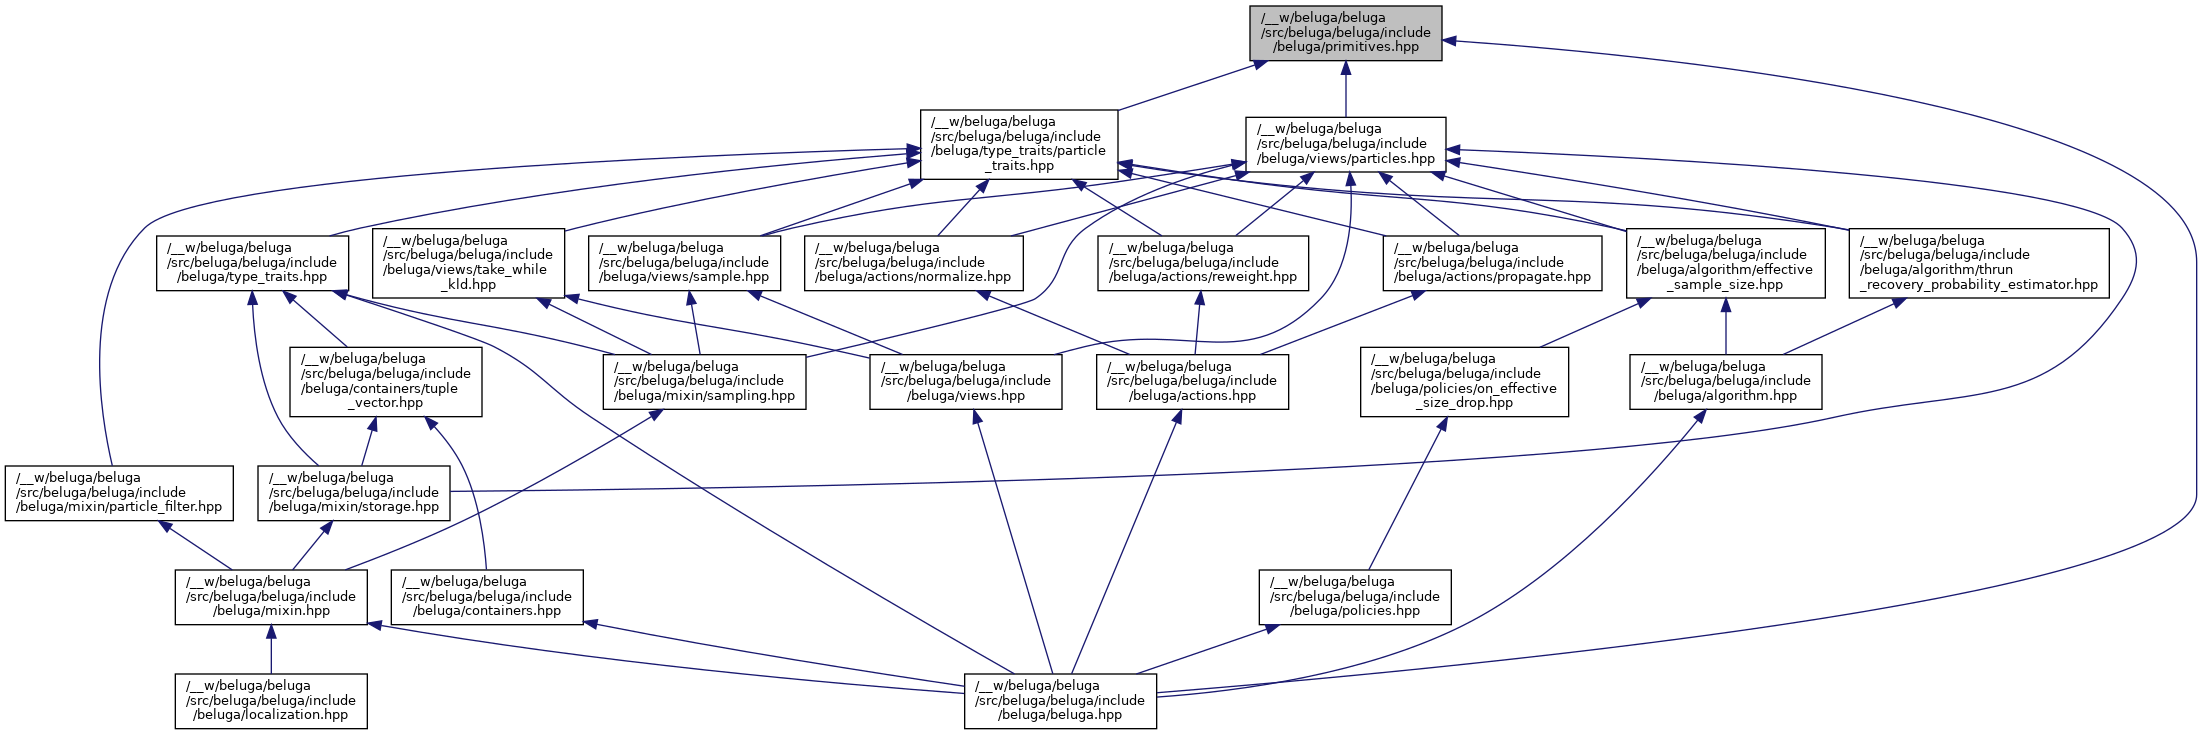 /__w/beluga/beluga
/src/beluga/beluga/include
/beluga/primitives.hpp
/__w/beluga/beluga
/src/beluga/beluga/include
/beluga/type_traits/particle
_traits.hpp
/__w/beluga/beluga
/src/beluga/beluga/include
/beluga/views/particles.hpp
/__w/beluga/beluga
/src/beluga/beluga/include
/beluga/type_traits.hpp
/__w/beluga/beluga
/src/beluga/beluga/include
/beluga/views/take_while
_kld.hpp
/__w/beluga/beluga
/src/beluga/beluga/include
/beluga/views/sample.hpp
/__w/beluga/beluga
/src/beluga/beluga/include
/beluga/actions/normalize.hpp
/__w/beluga/beluga
/src/beluga/beluga/include
/beluga/actions/reweight.hpp
/__w/beluga/beluga
/src/beluga/beluga/include
/beluga/actions/propagate.hpp
/__w/beluga/beluga
/src/beluga/beluga/include
/beluga/algorithm/effective
_sample_size.hpp
/__w/beluga/beluga
/src/beluga/beluga/include
/beluga/algorithm/thrun
_recovery_probability_estimator.hpp
/__w/beluga/beluga
/src/beluga/beluga/include
/beluga/containers/tuple
_vector.hpp
/__w/beluga/beluga
/src/beluga/beluga/include
/beluga/mixin/sampling.hpp
/__w/beluga/beluga
/src/beluga/beluga/include
/beluga/views.hpp
/__w/beluga/beluga
/src/beluga/beluga/include
/beluga/actions.hpp
/__w/beluga/beluga
/src/beluga/beluga/include
/beluga/policies/on_effective
_size_drop.hpp
/__w/beluga/beluga
/src/beluga/beluga/include
/beluga/algorithm.hpp
/__w/beluga/beluga
/src/beluga/beluga/include
/beluga/mixin/particle_filter.hpp
/__w/beluga/beluga
/src/beluga/beluga/include
/beluga/mixin/storage.hpp
/__w/beluga/beluga
/src/beluga/beluga/include
/beluga/mixin.hpp
/__w/beluga/beluga
/src/beluga/beluga/include
/beluga/containers.hpp
/__w/beluga/beluga
/src/beluga/beluga/include
/beluga/policies.hpp
/__w/beluga/beluga
/src/beluga/beluga/include
/beluga/localization.hpp
/__w/beluga/beluga
/src/beluga/beluga/include
/beluga/beluga.hpp